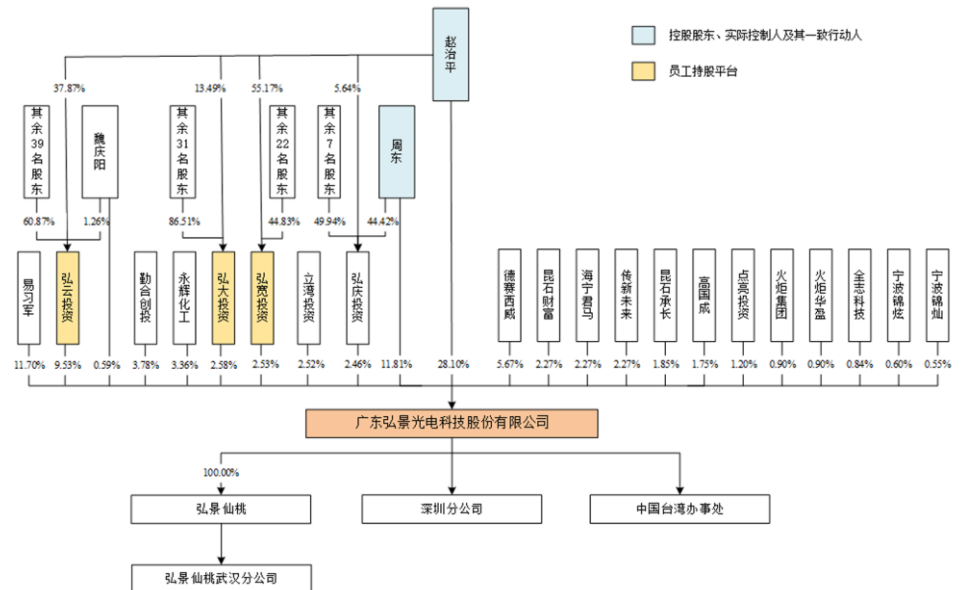 赵治平
控股股东、实际控制人及其一致行动人
员工持股平台
37.87%
13.49%
55.17%
5.64%
其余39名股东
魏庆阳
其余31名股东
其余22名股东
其余7名股东
周东
60.87%
1.26%
86.51%
44.83%
49.94%
44.42%
易习军
弘云投资
勤合创投
永辉化工
弘大投资
弘宽投资
立湾投资
弘庆投资
德赛西威
昆石财富
海宁君马
传新未来
昆石承长
高国成
点亮投资
火炬集团
火炬华盈
全志科技
宁波锦炫
宁波锦灿
11.70%
9.53%
0.59%
3.78%
3.36%
2.58%
2.53%
2.52%
2.46%
11.81%
28.10%
5.67%
2.27%
2.27%
2.27%
1.85%
1.75%
1.20%
0.90%
0.90%
0.84%
0.60%
0.55%
广东弘景光电科技股份有限公司
100.00%
弘景仙桃
深圳分公司
中国台湾办事处
弘景仙桃武汉分公司